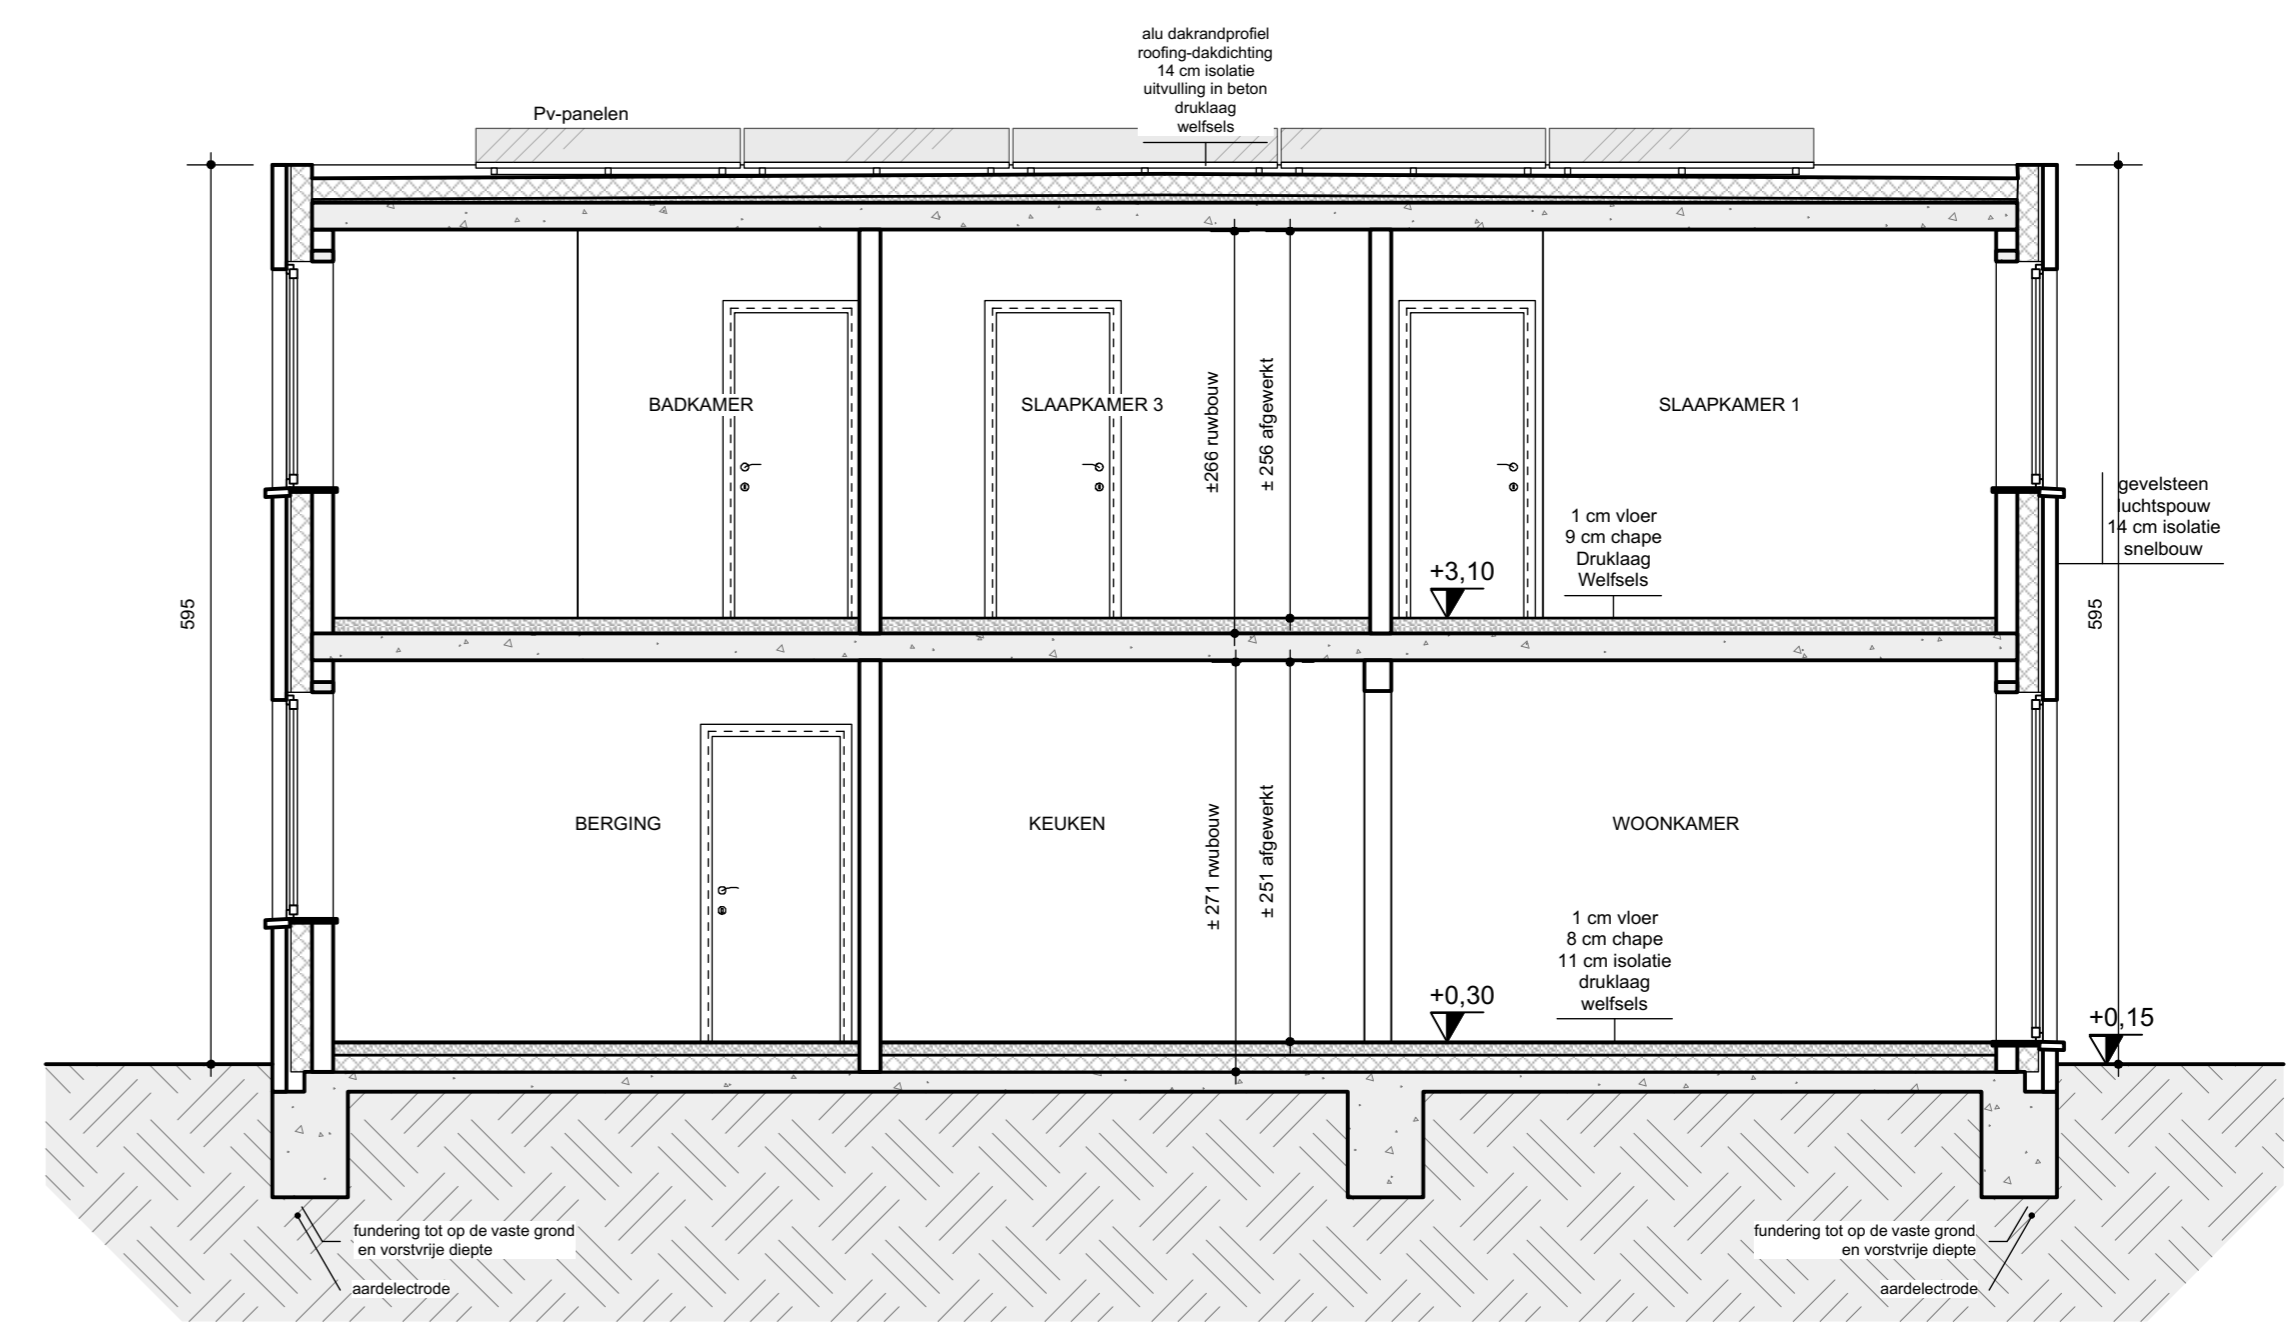 alu dakrandprofiel
roofing-dakdichting
14 cm isolatie
uitvulling in beton
druklaag
welfsels
Pv-panelen
BADKAMER
SLAAPKAMER 3
±266 ruwbouw
± 256 afgewerkt
SLAAPKAMER 1
1 cm vloer
9 cm chape
Druklaag
Welfsels
+3,10
gevelsteen
luchtspouw
14 cm isolatie
snelbouw
595
595
BERGING
KEUKEN
± 271 rwubouw
± 251 afgewerkt
WOONKAMER
1 cm vloer
8 cm chape
11 cm isolatie
druklaag
welfsels
+0,30
+0,15
fundering tot op de vaste grond
en vorstvrije diepte
aardelectrode
fundering tot op de vaste grond
en vorstvrije diepte
aardelectrode